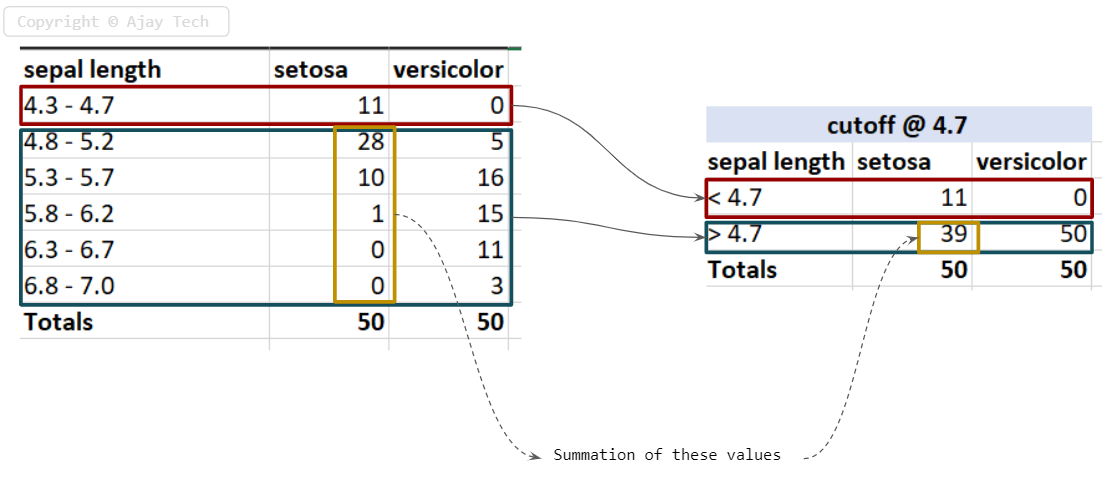 Copyright © Ajay Tech
sepal length setosa versicolor
4.3 - 4.7 11 0
4.8 - 5.2 28 5
5.3 - 5.7 10 16
5.8 - 6.2 1 15
6.3 - 6.7 0 11
6.8 - 7.0 0 3
Totals 50 50
cutoff @ 4.7
sepal length setosa versicolor
< 4.7 11 0
> 4.7 39 50
Totals 50 50
Summation of these values